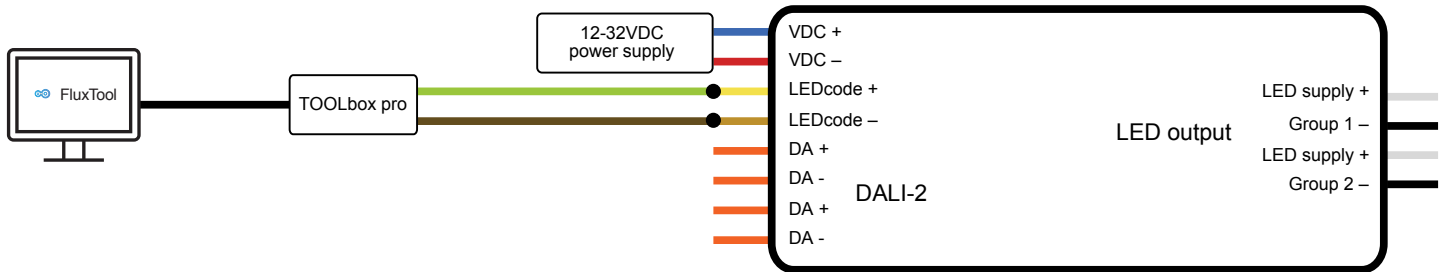 FluxTool
TOOLbox pro
12-32VDC
power supply
VDC +
VDC –
LEDcode +
LEDcode –
DA +
DA -
DA +
DA -
DALI-2
LED output
LED supply +
Group 1 –
LED supply +
Group 2 –